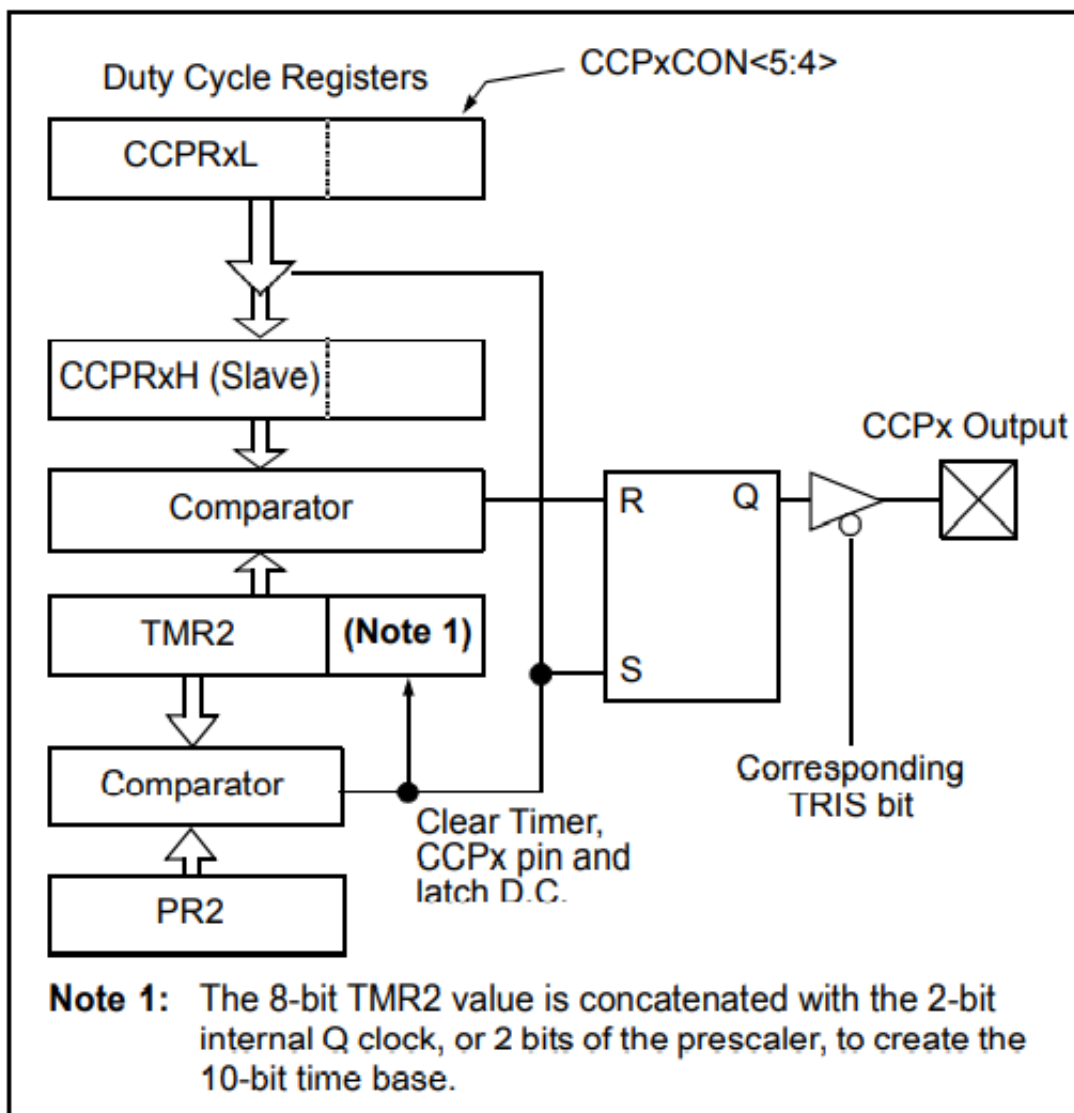 Duty Cycle Registers
CCPxCON<5:4>
CCPRxL
CCPRxH (Slave)
CCPx Output
Comparator
R
Q
TMR2
(Note 1)
S
Comparator
Corresponding
TRIS bit
Clear Timer,
CCPx pin and
latch D.C.
PR2
Note 1: The 8-bit TMR2 value is concatenated with the 2-bit
internal Q clock, or 2 bits of the prescaler, to create the
10-bit time base.